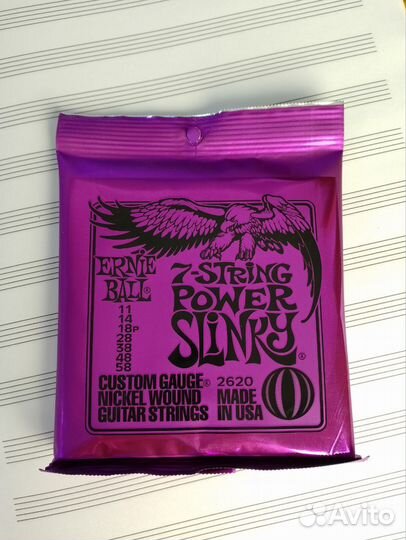 ERNIE
BALL®
7-STRING
POWER
SLINKY®
11
14
18P
28
38
48
58
CUSTOM GAUGE® 2620
NICKEL WOUND MADE
GUITAR STRINGS IN USA
Avito